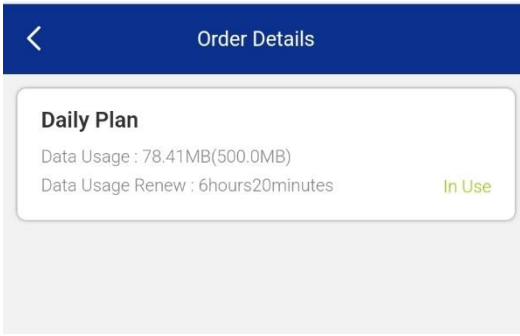 Order Details
Daily Plan
Data Usage : 78.41MB(500.0MB)
Data Usage Renew : 6hours20minutes
In Use